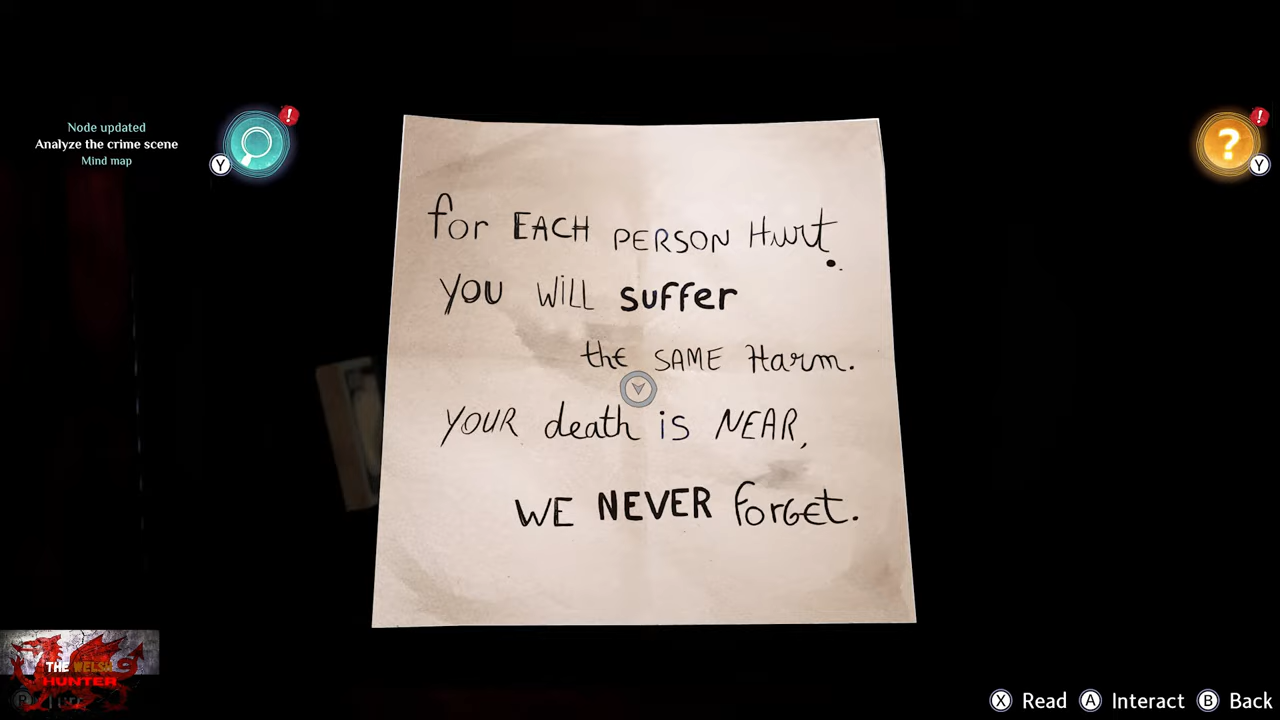 Node updated
Analyze the crime scene
Mind map
Y
!
?
!
Y
for EACH PERSON Hurt.
YOU WILL suffer
the SAME Harm.
YOUR death is NEAR,
WE NEVER forGet.
THE WELSH
HUNTER
R Turn
X Read A Interact B Back